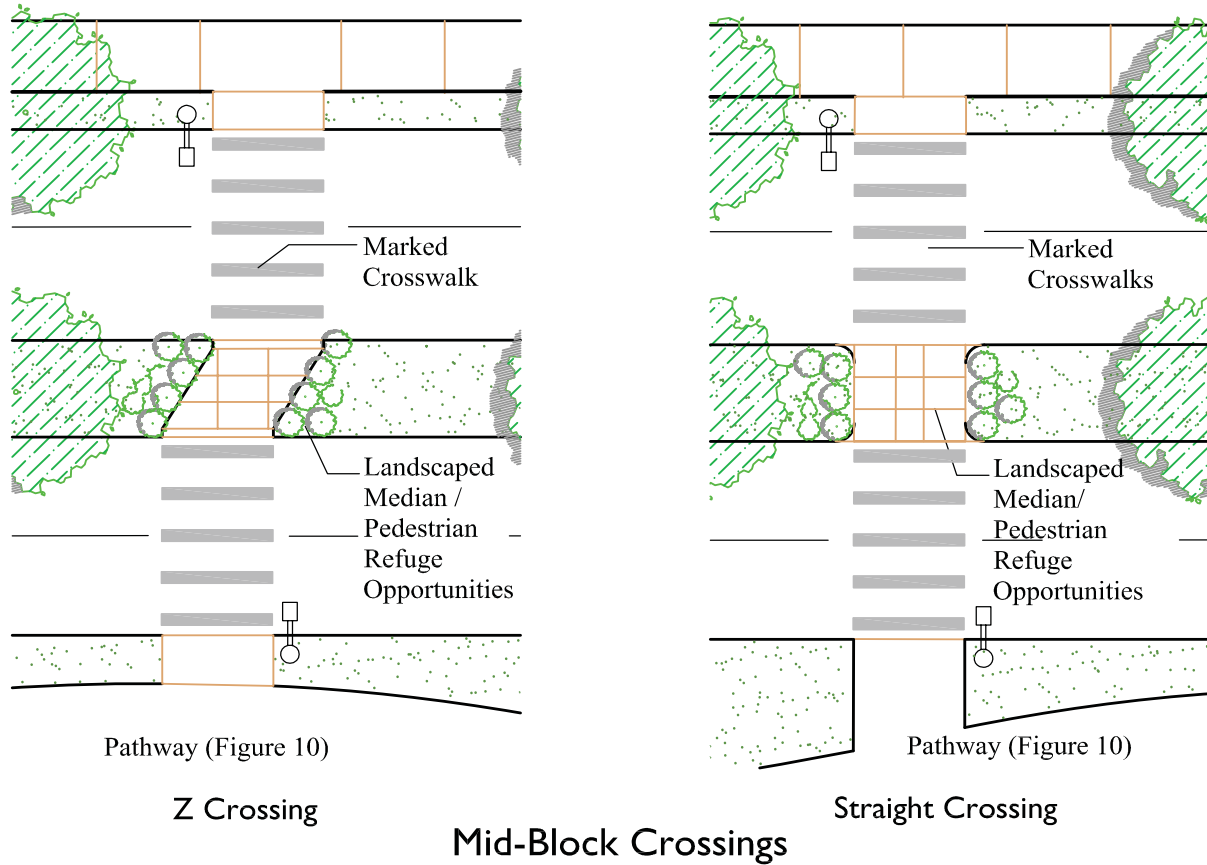 Marked
Crosswalk
Landscaped
Median /
Pedestrian
Refuge
Opportunities
Pathway (Figure 10)
Z Crossing
Marked
Crosswalks
Landscaped
Median/
Pedestrian
Refuge
Opportunities
Pathway (Figure 10)
Straight Crossing
Mid-Block Crossings